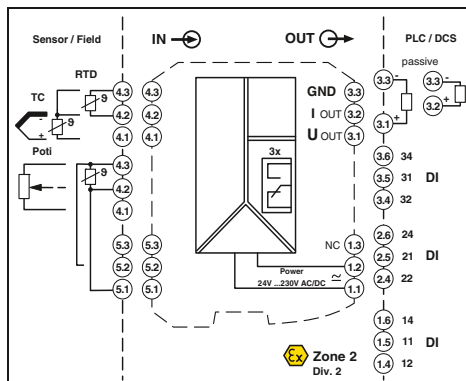 Sensor / Field
IN
OUT
PLC / DCS
RTD
TC
-
+
ϑ
ϑ
4.3
4.2
4.1
4.3
4.2
4.1
Poti
ϑ
4.3
4.2
4.1
5.3
5.2
5.1
5.3
5.2
5.1
3x
GND
I OUT
U OUT
3.3
3.2
3.1
NC
1.3
1.2
1.1
Power
24V ...230V AC/DC
passive
3.3 -
3.1 +
3.3 -
3.2 +
3.6 34
3.5 31 DI
3.4 32
2.6 24
2.5 21 DI
2.4 22
1.6 14
1.5 11 DI
1.4 12
Ex Zone 2
Div. 2